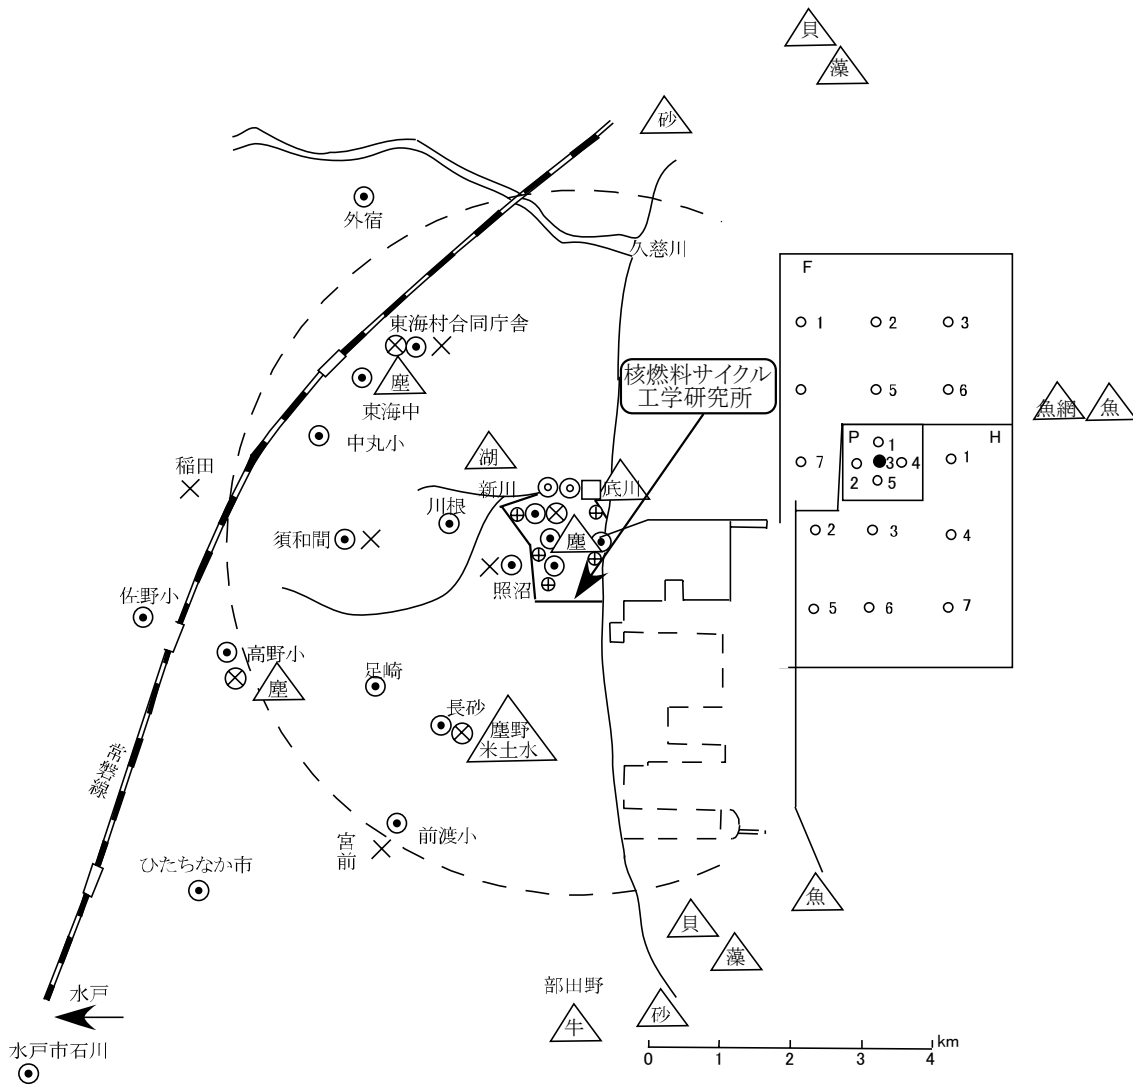 貝
藻
砂
外宿
久慈川
F
1
2
3
東海村合同庁舎
核燃料サイクル
工学研究所
塵
5
6
魚網
魚
東海中
中丸小
P
H
1
湖
7
3
4
1
稲田
新川
底川
2
5
川根
須和間
塵
2
3
4
照沼
佐野小
5
6
7
高野小
足崎
塵
長砂
塵野
米土水
常磐線
前渡小
宮前
ひたちなか市
魚
貝
藻
部田野
水戸
牛
砂
水戸市石川
km
0
1
2
3
4